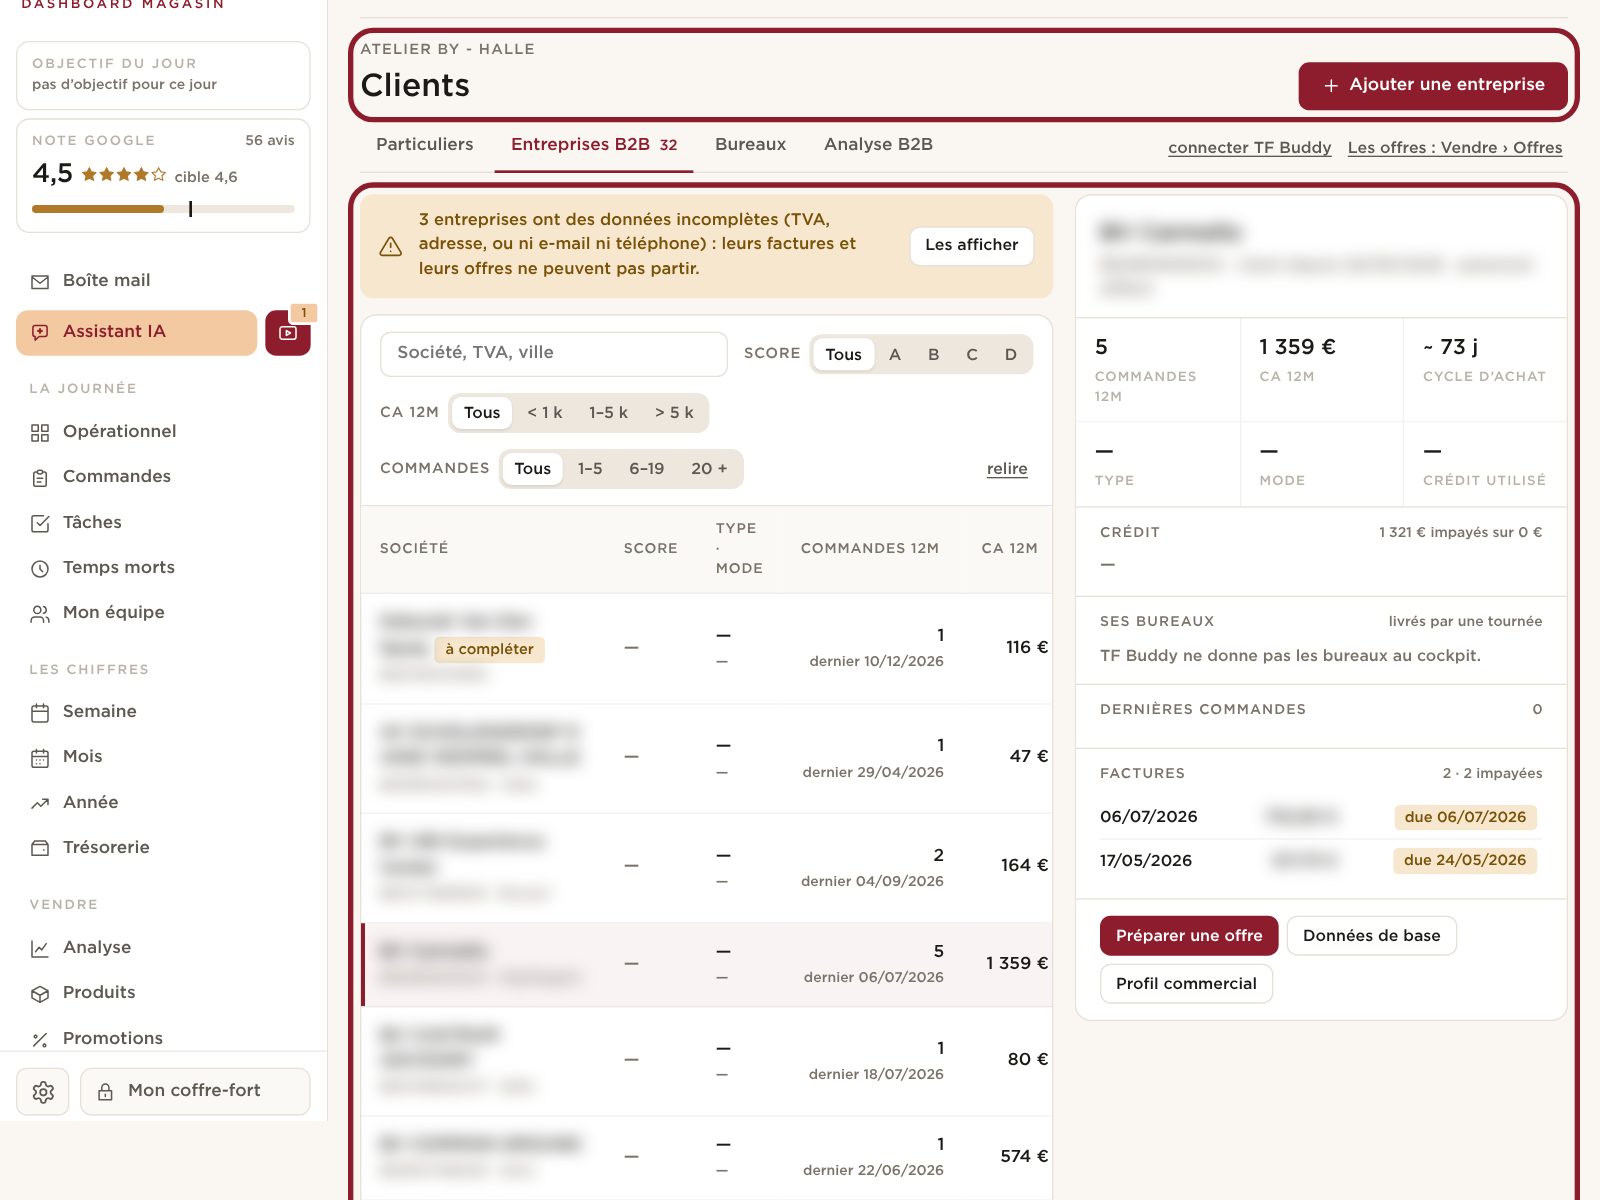 DASHBOARD MAGASIN
OBJECTIF DU JOUR
pas d'objectif pour ce jour
NOTE GOOGLE
56 avis
4,5
cible 4,6
Boîte mail
Assistant IA
1
LA JOURNÉE
Opérationnel
Commandes
Tâches
Temps morts
Mon équipe
LES CHIFFRES
Semaine
Mois
Année
Trésorerie
VENDRE
Analyse
Produits
Promotions
Mon coffre-fort
ATELIER BY - HALLE
Clients
+ Ajouter une entreprise
Particuliers
Entreprises B2B 32
Bureaux
Analyse B2B
connecter TF Buddy
Les offres : Vendre › Offres
3 entreprises ont des données incomplètes (TVA,
adresse, ou ni e-mail ni téléphone) : leurs factures et
leurs offres ne peuvent pas partir.
Les afficher
Société, TVA, ville
SCORE
Tous A B C D
CA 12M
Tous < 1 k 1–5 k > 5 k
COMMANDES
Tous 1–5 6–19 20 +
relire
SOCIÉTÉ
SCORE
TYPE
·
MODE
COMMANDES 12M
CA 12M
à compléter
—
—
—
1
dernier 10/12/2026
116 €
—
—
—
1
dernier 29/04/2026
47 €
—
—
—
2
dernier 04/09/2026
164 €
—
—
—
5
dernier 06/07/2026
1 359 €
—
—
—
1
dernier 18/07/2026
80 €
—
—
—
1
dernier 22/06/2026
574 €
5
COMMANDES
12M
1 359 €
CA 12M
~ 73 j
CYCLE D'ACHAT
—
TYPE
—
MODE
—
CRÉDIT UTILISÉ
CRÉDIT
1 321 € impayés sur 0 €
—
SES BUREAUX
livrés par une tournée
TF Buddy ne donne pas les bureaux au cockpit.
DERNIÈRES COMMANDES
0
FACTURES
2 · 2 impayées
06/07/2026
due 06/07/2026
17/05/2026
due 24/05/2026
Préparer une offre
Données de base
Profil commercial